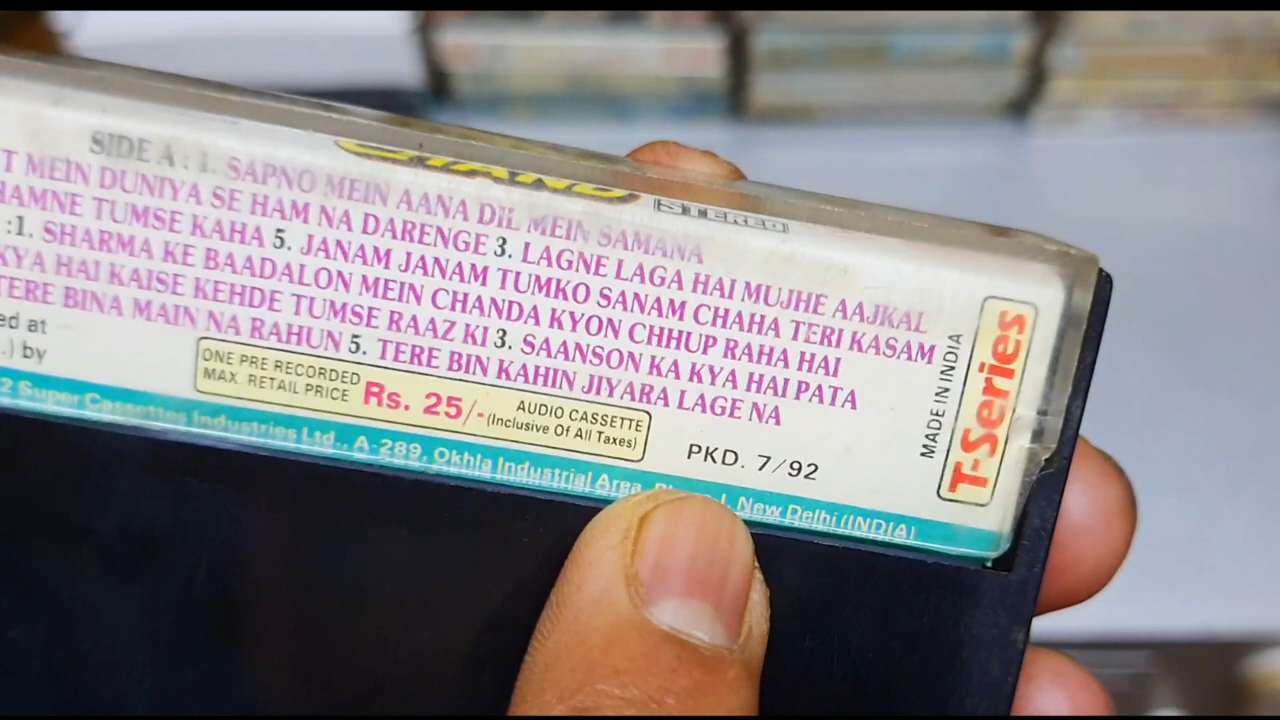 STEREO
SIDE A : 1. SAPNO MEIN AANA DIL MEIN SAMANA
T MEIN DUNIYA SE HAM NA DARENGE 3. LAGNE LAGA HAI MUJHE AAJKAL
HAMNE TUMSE KAHA 5. JANAM JANAM TUMKO SANAM CHAHA TERI KASAM
:1. SHARMA KE BAADALON MEIN CHANDA KYON CHHUP RAHA HAI
KYA HAI KAISE KEHDE TUMSE RAAZ KI 3. SAANSON KA KYA HAI PATA
TERE BINA MAIN NA RAHUN 5. TERE BIN KAHIN JIYARA LAGE NA
ed at
.) by
ONE PRE RECORDED
MAX. RETAIL PRICE Rs. 25/- AUDIO CASSETTE
(Inclusive Of All Taxes)
PKD. 7/92
MADE IN INDIA
T-Series
2 Super Cassettes Industries Ltd., A-289, Okhla Industrial Area, I, New Delhi (INDIA)